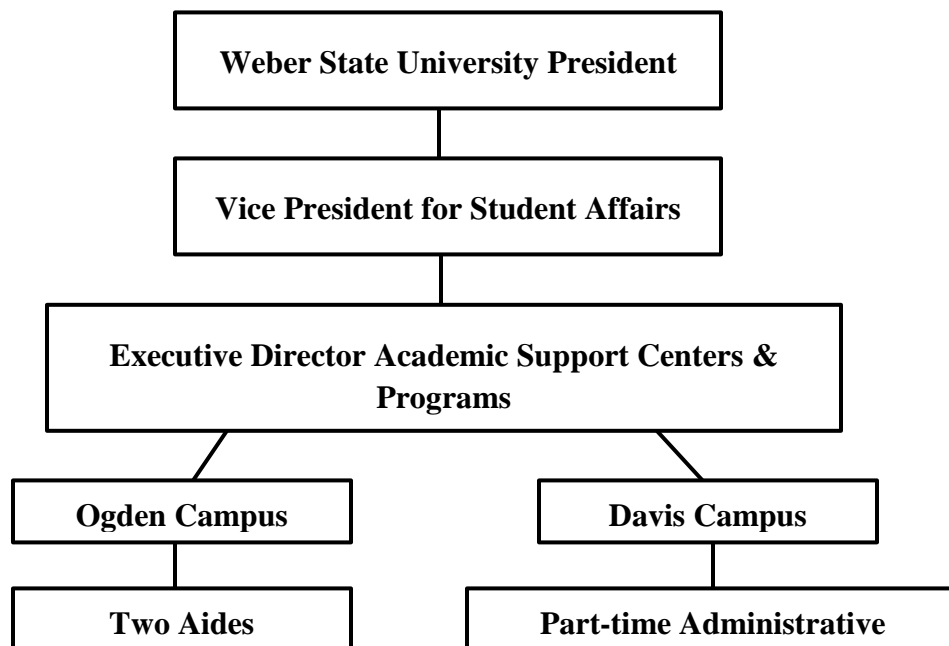 Weber State University President
Vice President for Student Affairs
Executive Director Academic Support Centers &
Programs
Ogden Campus
Davis Campus
Two Aides
Part-time Administrative